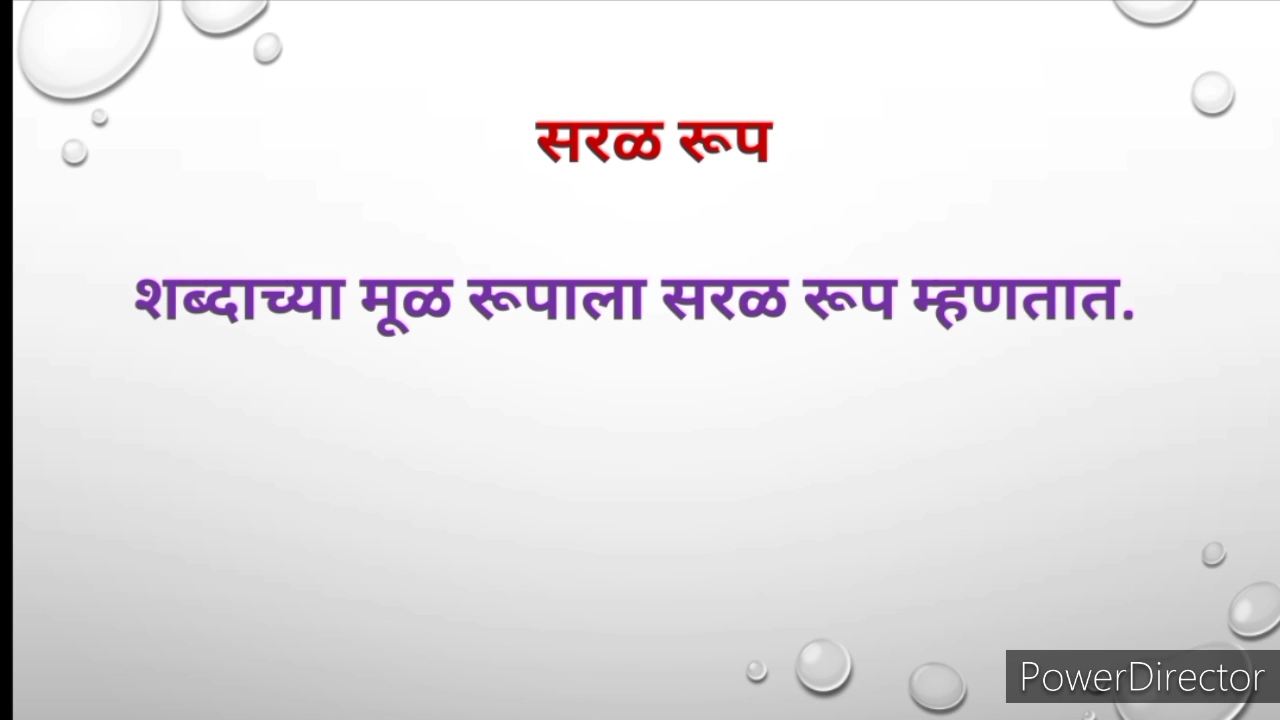 सरळ रूप
शब्दाच्या मूळ रूपाला सरळ रूप म्हणतात.
PowerDirector